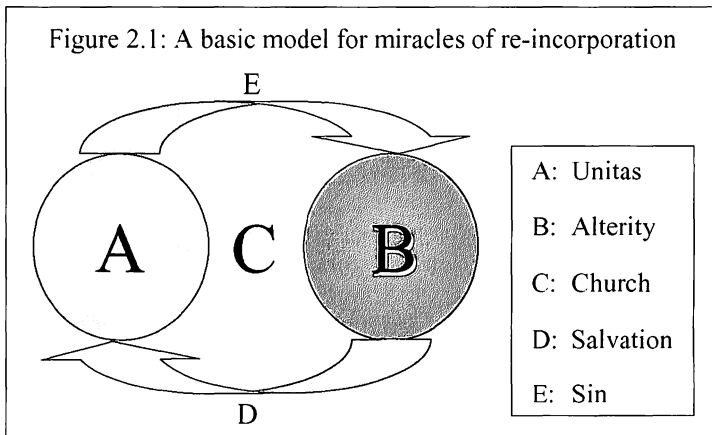 Figure 2.1: A basic model for miracles of re-incorporation
E
A
C
B
D
A: Unitas
B: Alterity
C: Church
D: Salvation
E: Sin